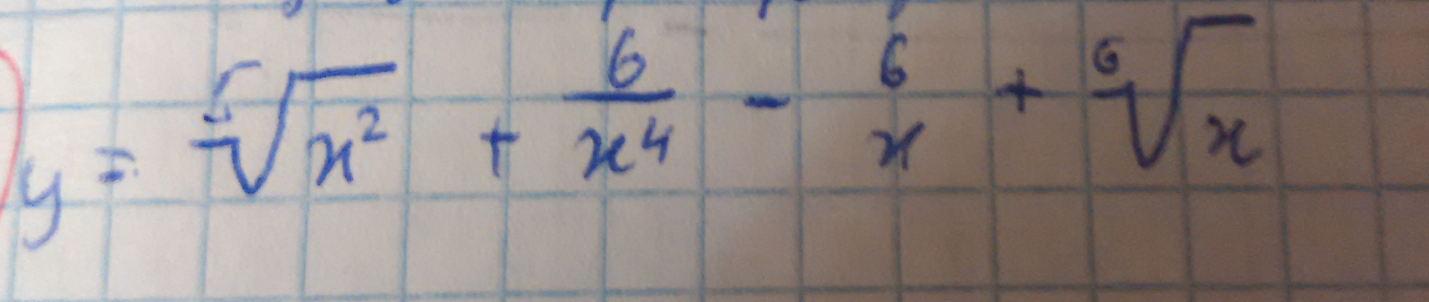 y = ⁵√x² + 6/x⁴ - 6/x + ⁶√x